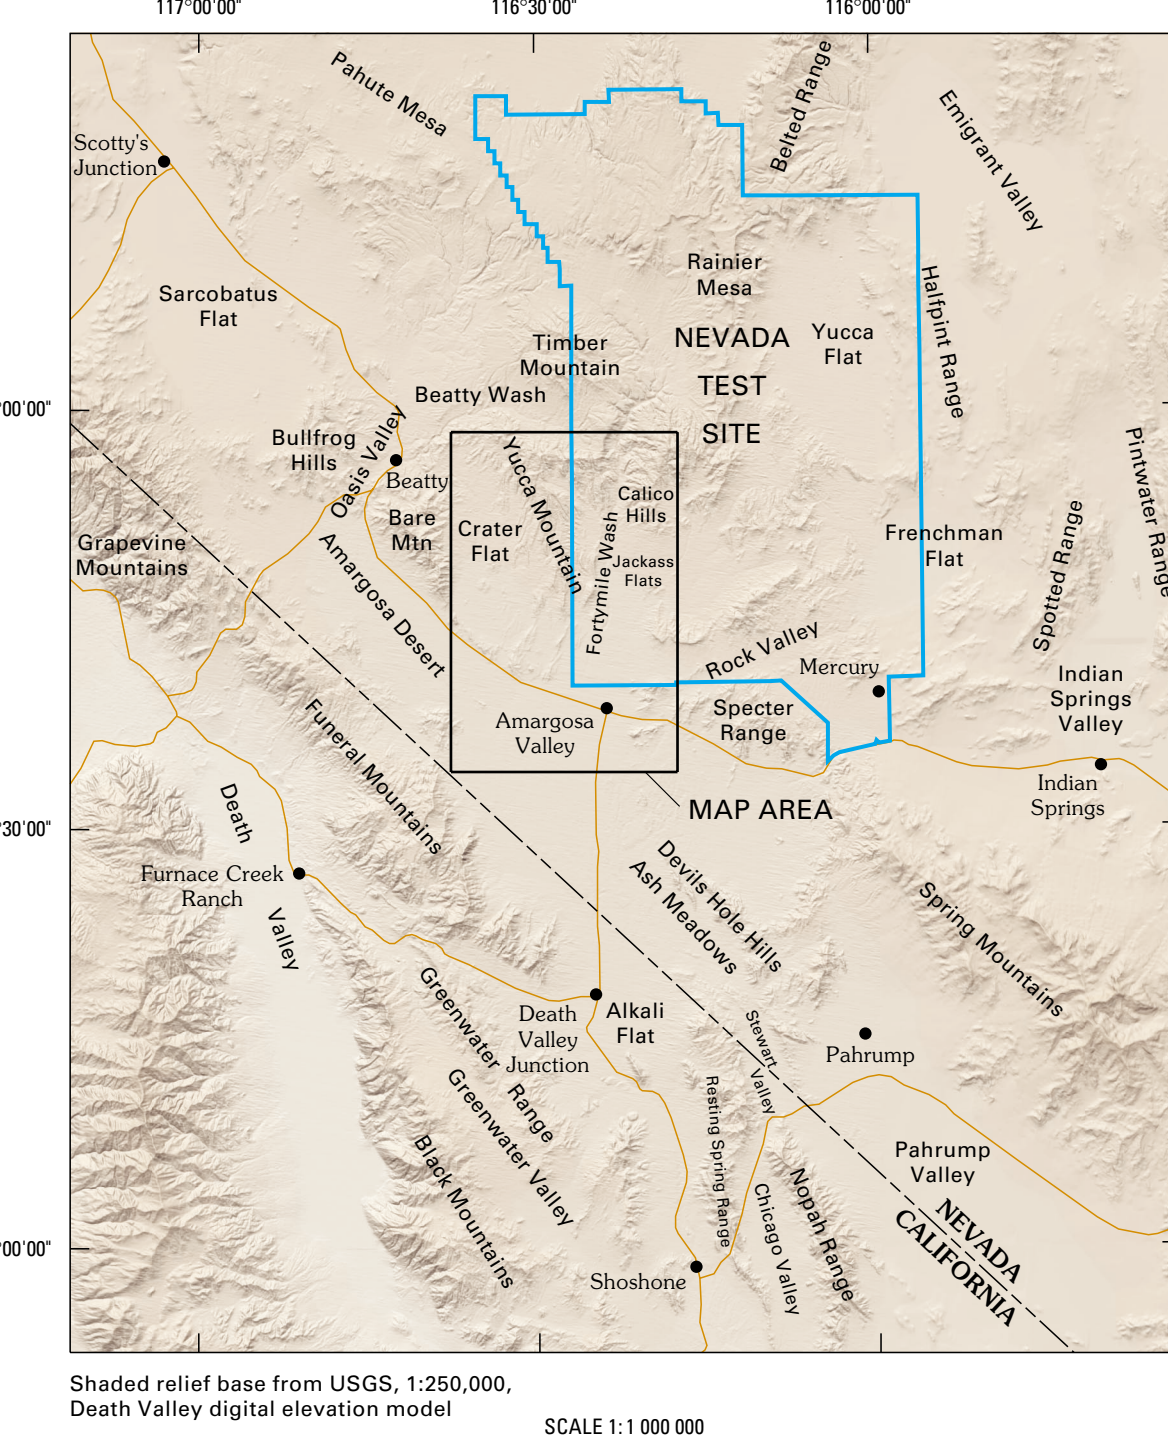 117°00'00"
116°30'00"
116°00'00"
Pahute Mesa
Belted Range
Emigrant Valley
Scotty's
Junction
Rainier
Mesa
Halfpint Range
Sarcobatus
Flat
NEVADA
TEST
SITE
Yucca
Flat
Timber
Mountain
Beatty Wash
°00'00"
Bullfrog
Hills
Oasis Valley
Beatty
Yucca Mountain
Calico
Hills
Pintwater Range
Bare
Mtn
Crater
Flat
Fortymile Wash
Jackass
Flats
Frenchman
Flat
Spotted Range
Grapevine
Mountains
Amargosa Desert
Rock Valley
Mercury
Indian
Springs
Valley
Funeral Mountains
Amargosa
Valley
Specter
Range
Indian
Springs
MAP AREA
°30'00"
Death
Valley
Furnace Creek
Ranch
Devils Hole Hills
Ash Meadows
Spring Mountains
Greenwater Range
Death
Valley
Junction
Alkali
Flat
Stewart
Valley
Pahrump
Greenwater Valley
Resting Spring Range
Black Mountains
Pahrump
Valley
Chicago Valley
Nopah Range
NEVADA
CALIFORNIA
°00'00"
Shoshone
Shaded relief base from USGS, 1:250,000,
Death Valley digital elevation model
SCALE 1:1 000 000